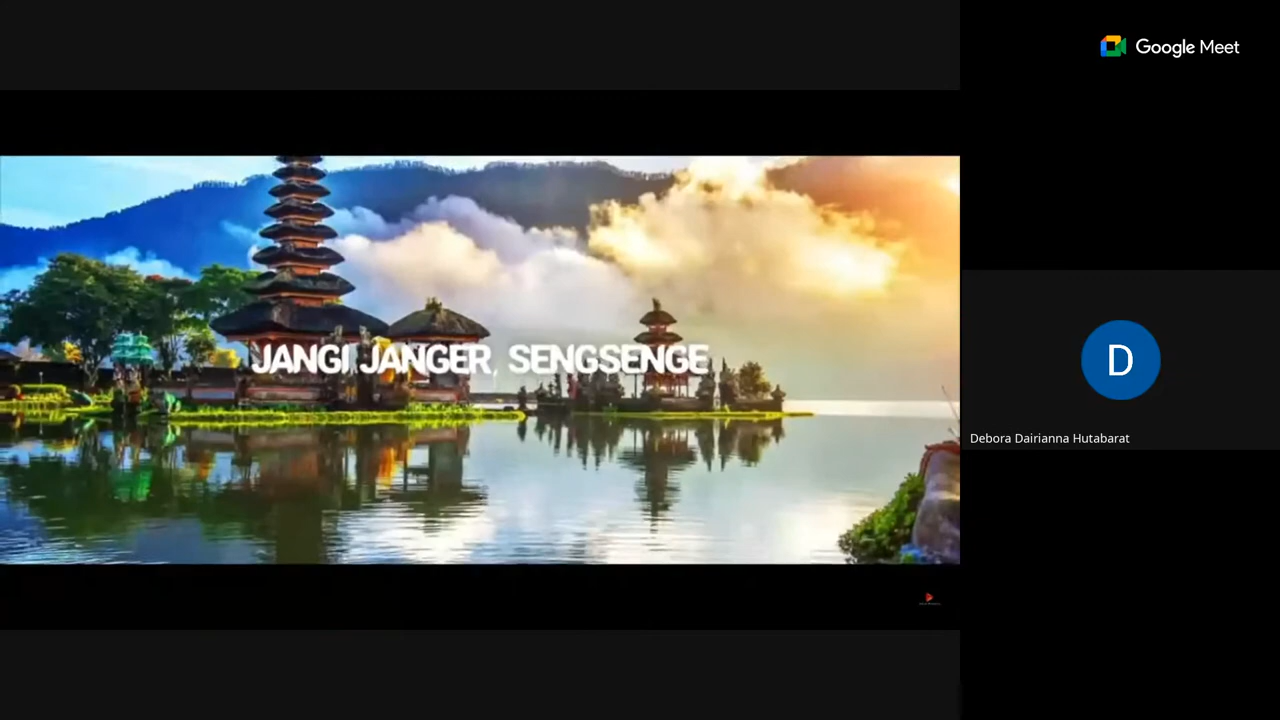 Google Meet
JANGI JANGER, SENGSENGE
D
Debora Dairianna Hutabarat